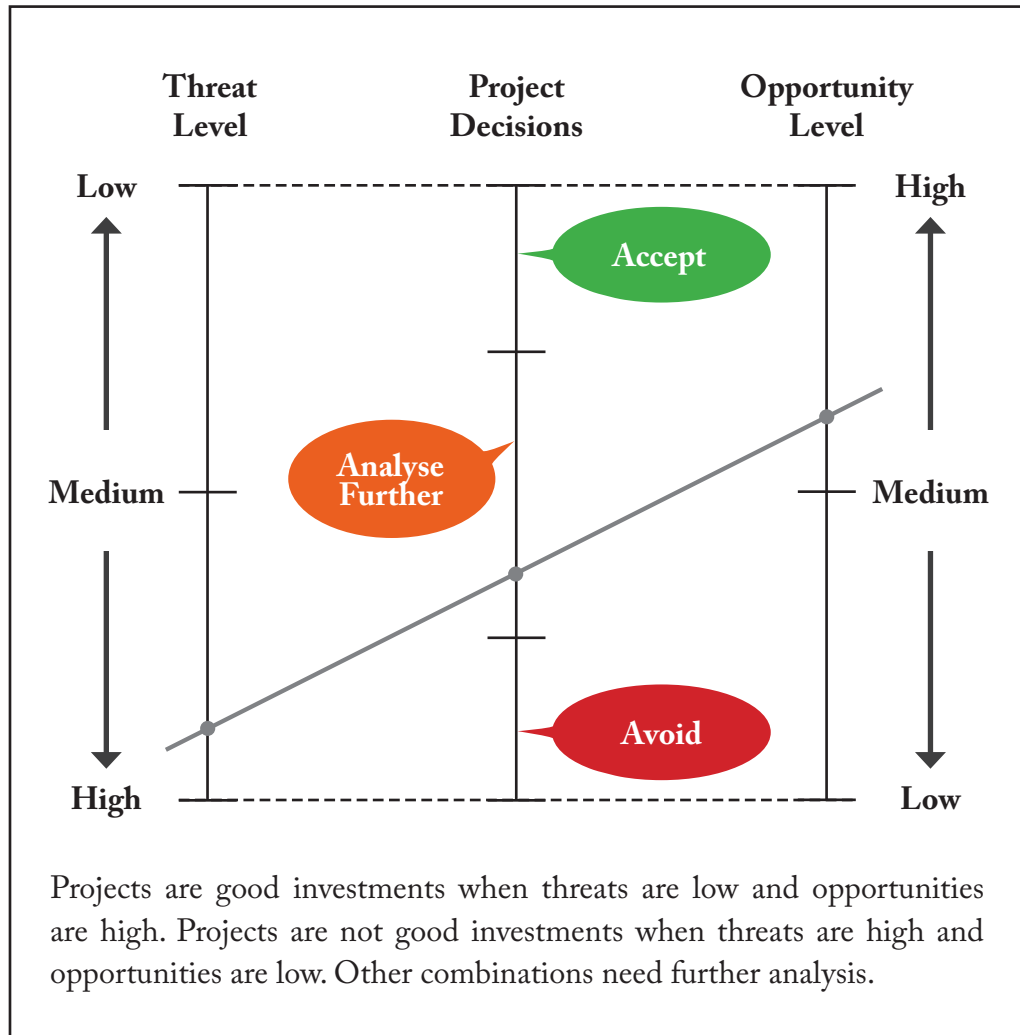 Threat
Level
Project
Decisions
Opportunity
Level
Low
High
Accept
Analyse
Further
Medium
Medium
Avoid
High
Low
Projects are good investments when threats are low and opportunities
are high. Projects are not good investments when threats are high and
opportunities are low. Other combinations need further analysis.